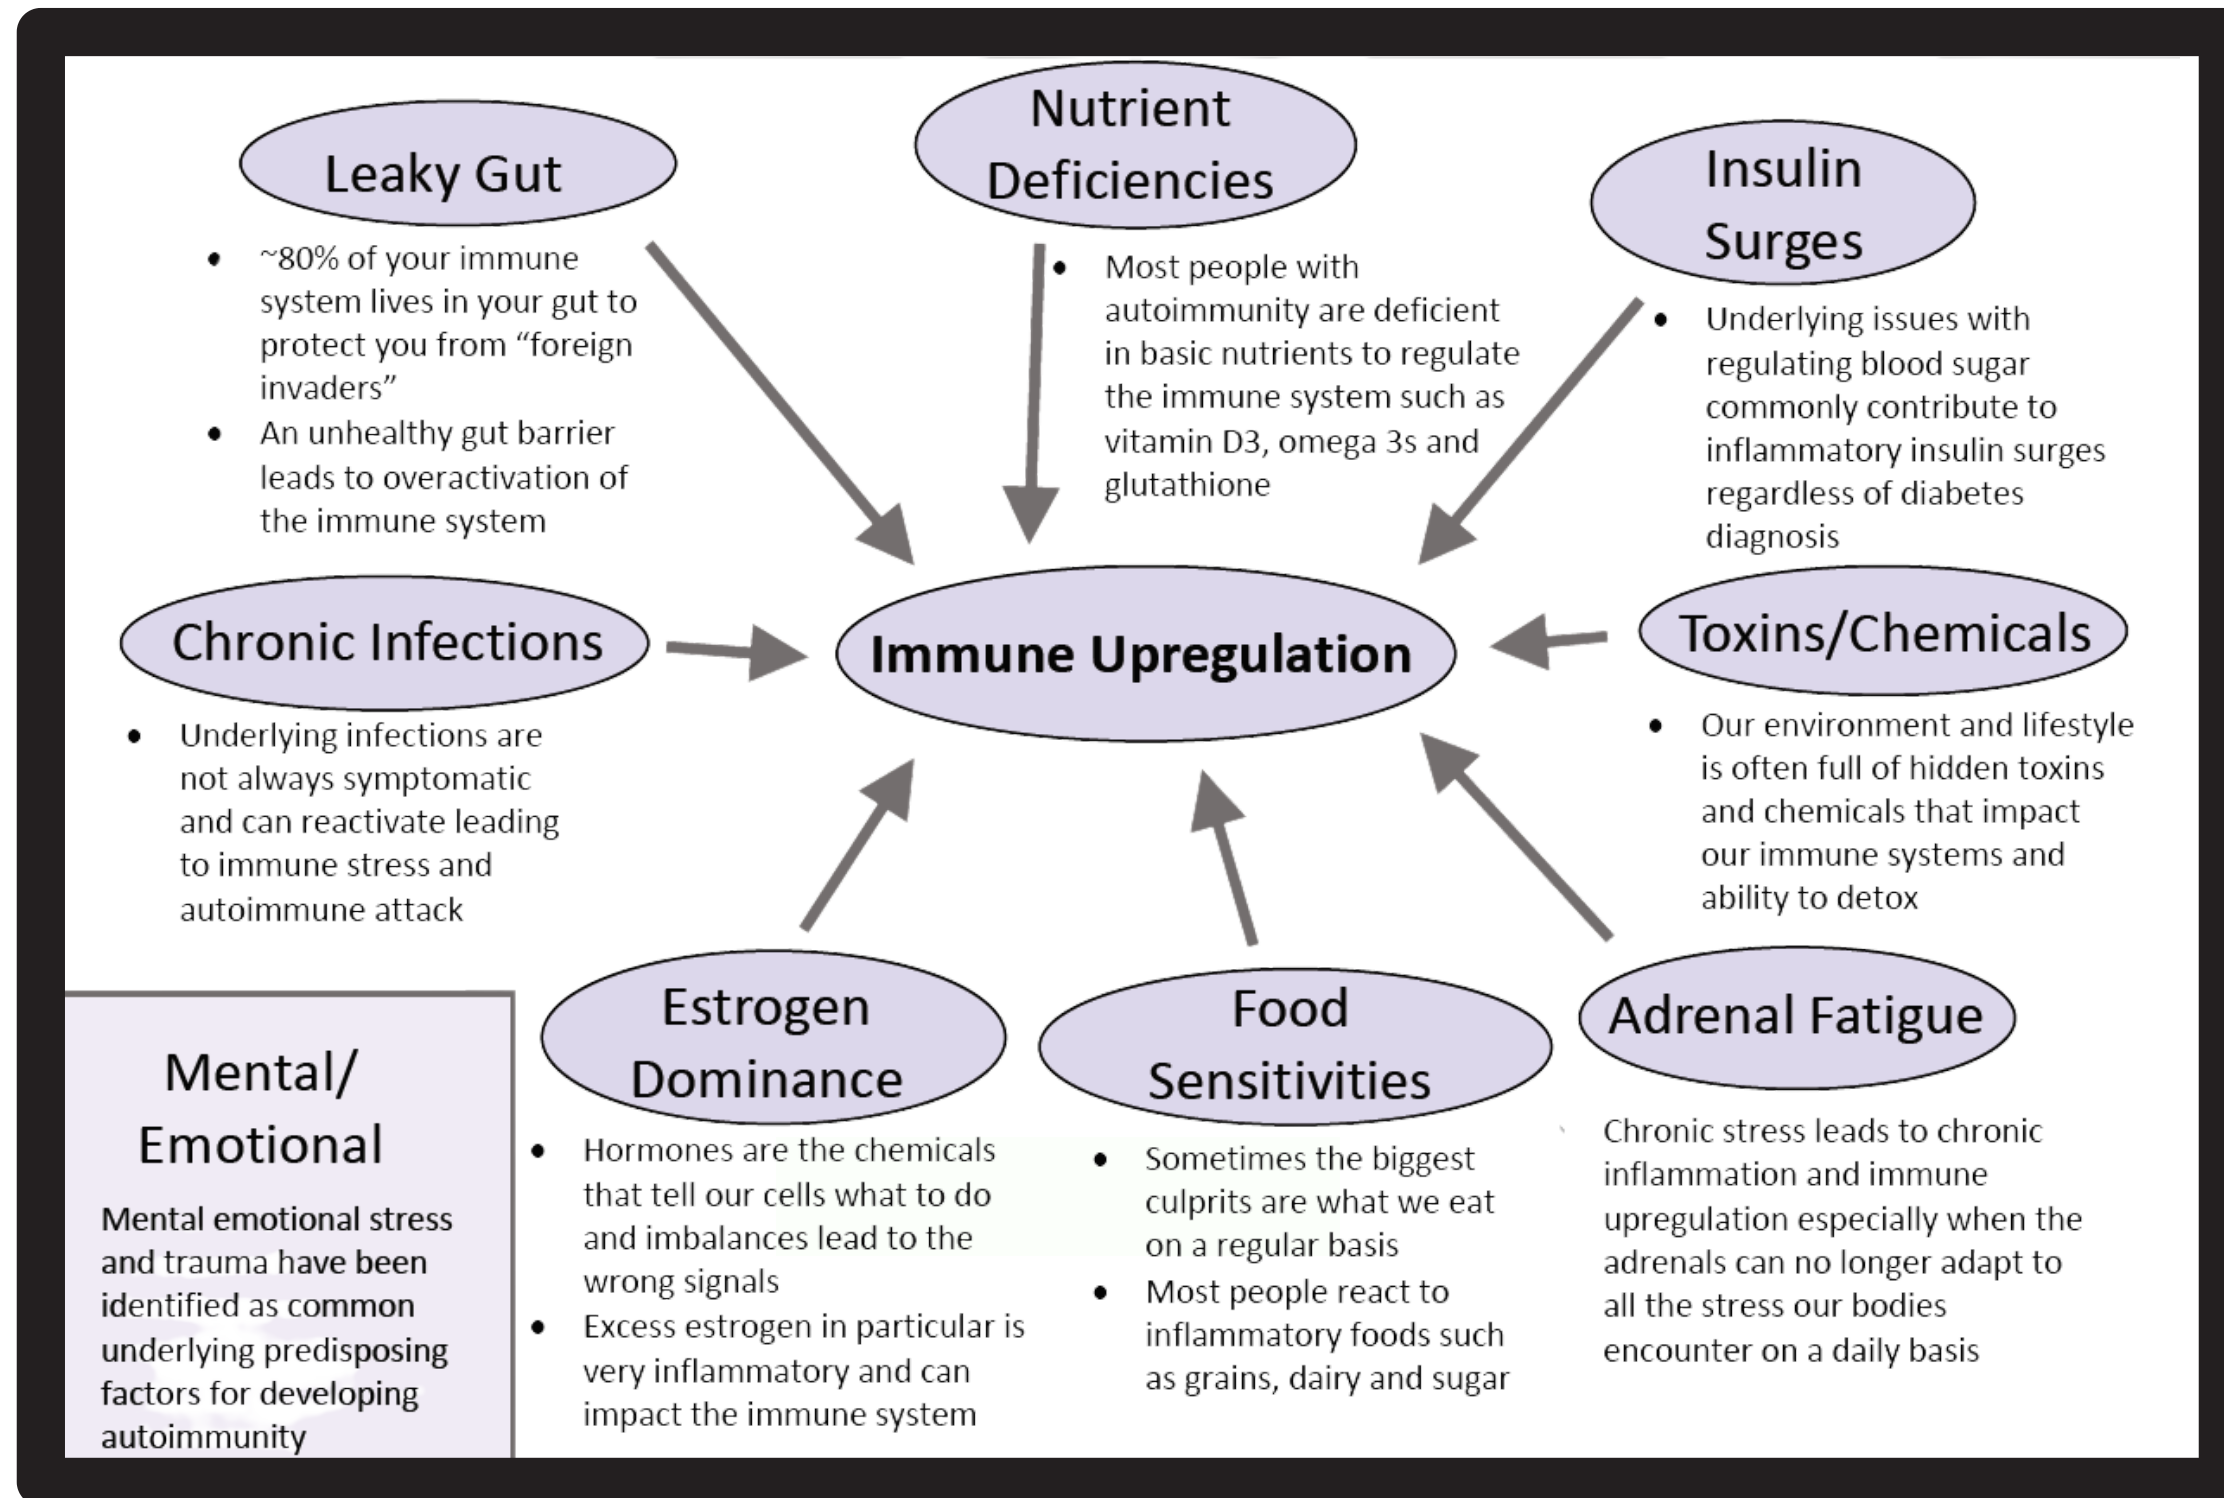 Leaky Gut
• ~80% of your immune
system lives in your gut to
protect you from “foreign
invaders”
• An unhealthy gut barrier
leads to overactivation of
the immune system
Nutrient
Deficiencies
• Most people with
autoimmunity are deficient
in basic nutrients to regulate
the immune system such as
vitamin D3, omega 3s and
glutathione
Insulin
Surges
• Underlying issues with
regulating blood sugar
commonly contribute to
inflammatory insulin surges
regardless of diabetes
diagnosis
Chronic Infections
• Underlying infections are
not always symptomatic
and can reactivate leading
to immune stress and
autoimmune attack
Immune Upregulation
Toxins/Chemicals
• Our environment and lifestyle
is often full of hidden toxins
and chemicals that impact
our immune systems and
ability to detox
Mental/
Emotional
Mental emotional stress
and trauma have been
identified as common
underlying predisposing
factors for developing
autoimmunity
Estrogen
Dominance
• Hormones are the chemicals
that tell our cells what to do
and imbalances lead to the
wrong signals
• Excess estrogen in particular is
very inflammatory and can
impact the immune system
Food
Sensitivities
• Sometimes the biggest
culprits are what we eat
on a regular basis
• Most people react to
inflammatory foods such
as grains, dairy and sugar
Adrenal Fatigue
Chronic stress leads to chronic
inflammation and immune
upregulation especially when the
adrenals can no longer adapt to
all the stress our bodies
encounter on a daily basis